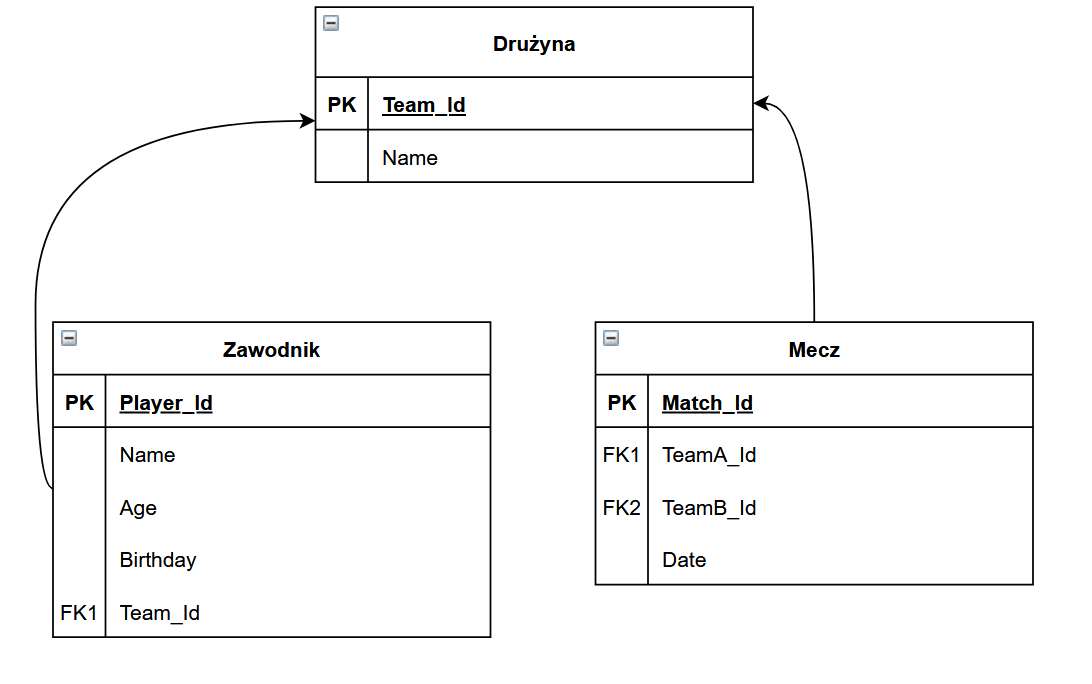 Drużyna
PK Team_Id
Name
Zawodnik
PK Player_Id
Name
Age
Birthday
FK1 Team_Id
Mecz
PK Match_Id
FK1 TeamA_Id
FK2 TeamB_Id
Date